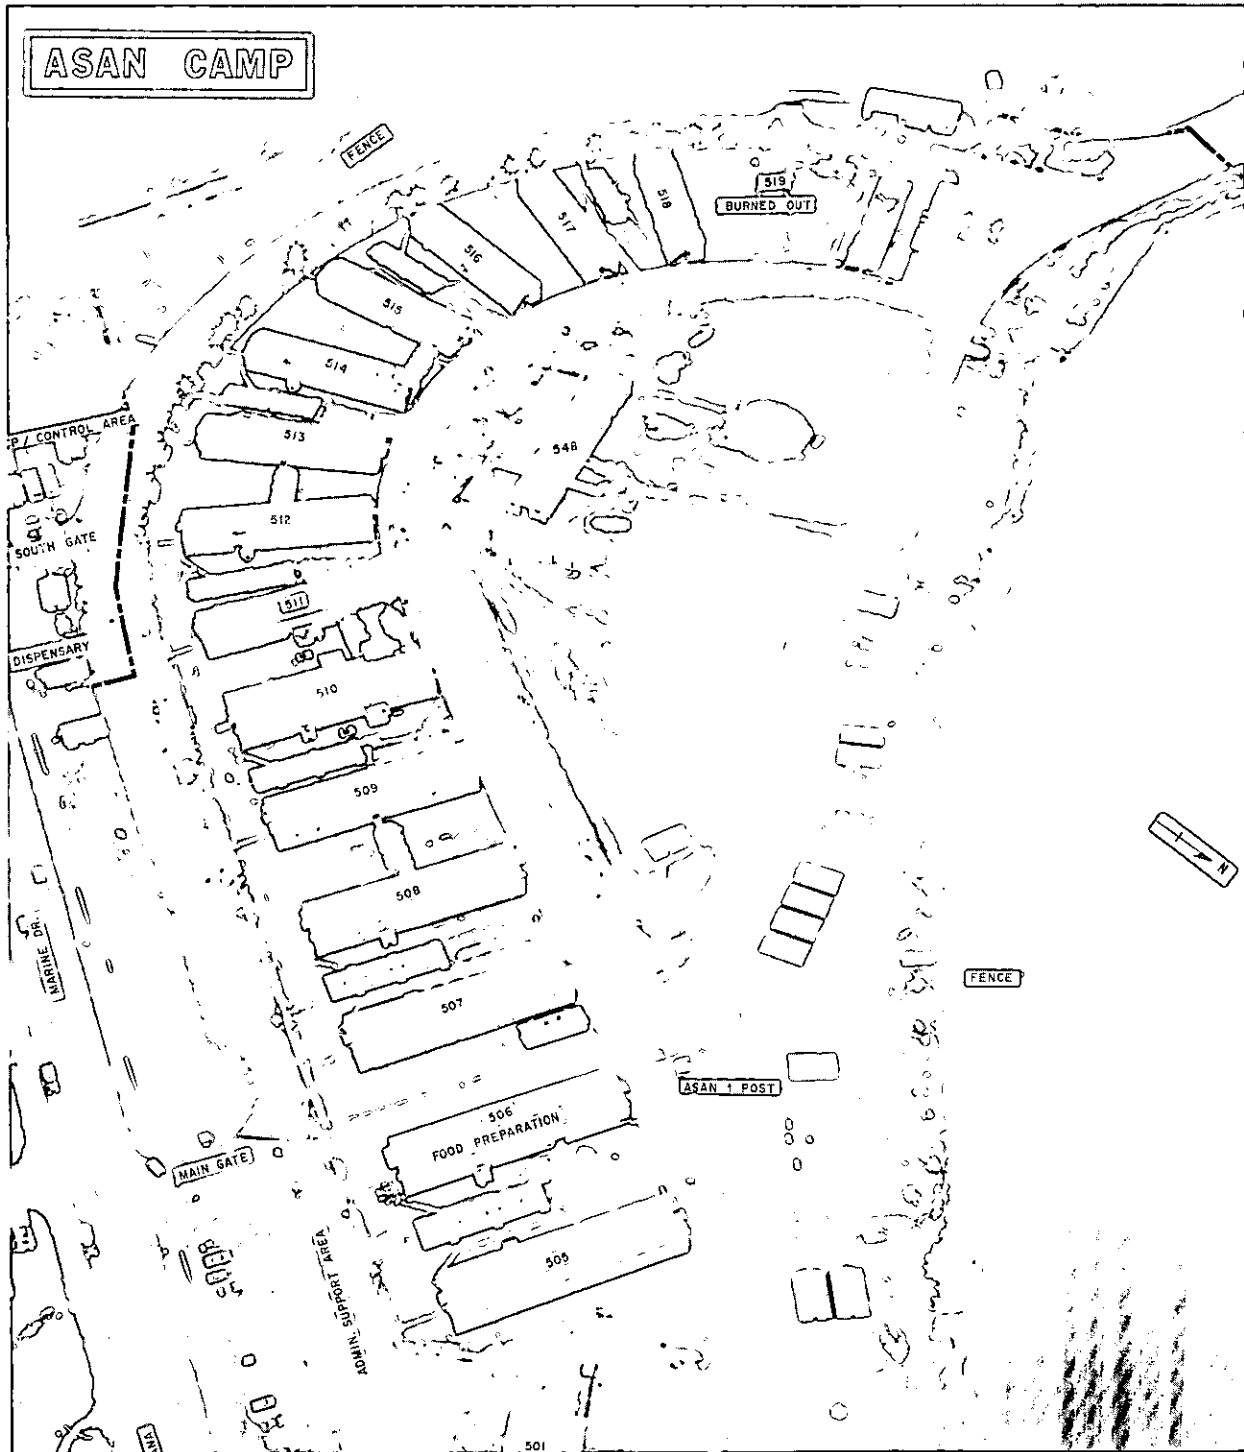 ASAN CAMP
FENCE
519
BURNED OUT
518
517
516
515
514
P/ CONTROL AREA
513
548
512
SOUTH GATE
511
DISPENSARY
510
509
508
N
MARINE DR.
FENCE
507
ASAN 1 POST
506
FOOD PREPARATION
MAIN GATE
505
ADMIN. SUPPORT AREA
501